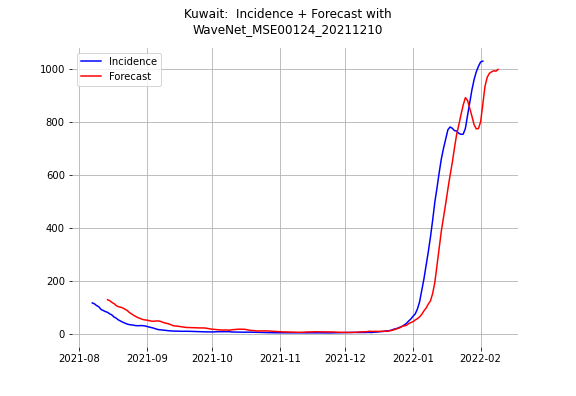 Kuwait: Incidence + Forecast with
WaveNet_MSE00124_20211210
Incidence
Forecast
1000
800
600
400
200
0
2021-08 2021-09 2021-10 2021-11 2021-12 2022-01 2022-02